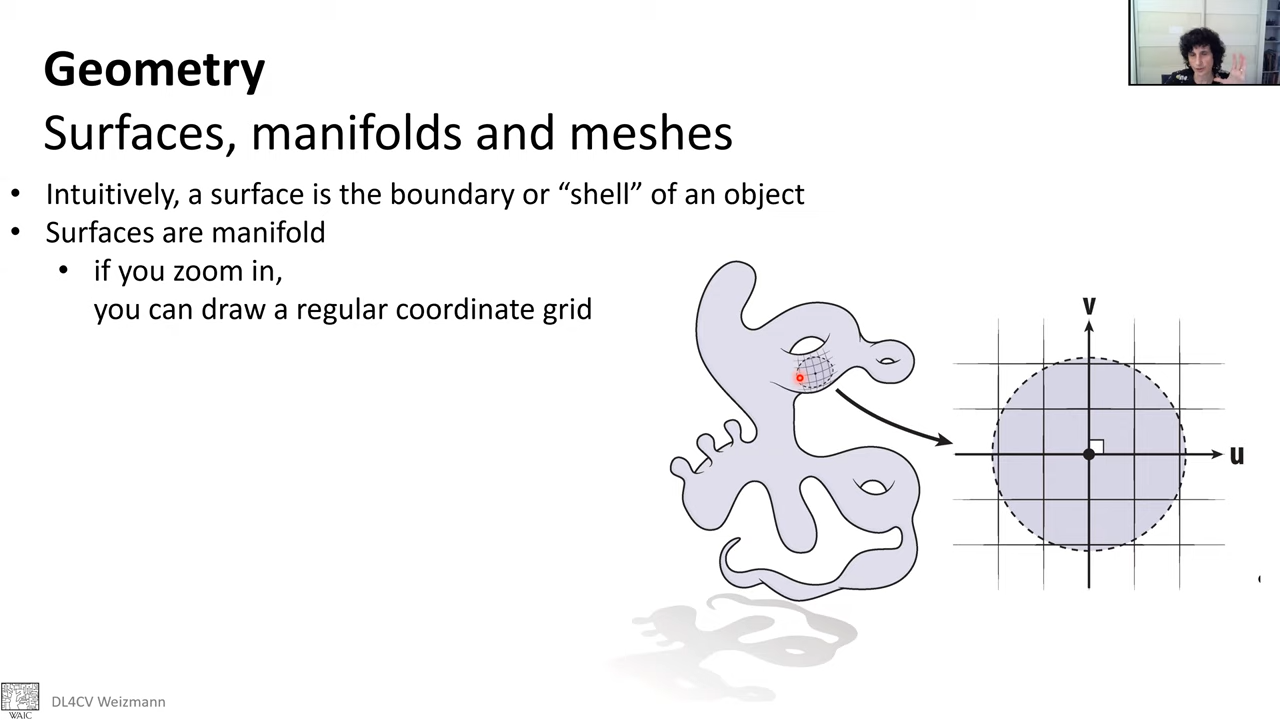 Geometry
Surfaces, manifolds and meshes
• Intuitively, a surface is the boundary or “shell” of an object
• Surfaces are manifold
• if you zoom in,
you can draw a regular coordinate grid
v
u
WAIC
DL4CV Weizmann